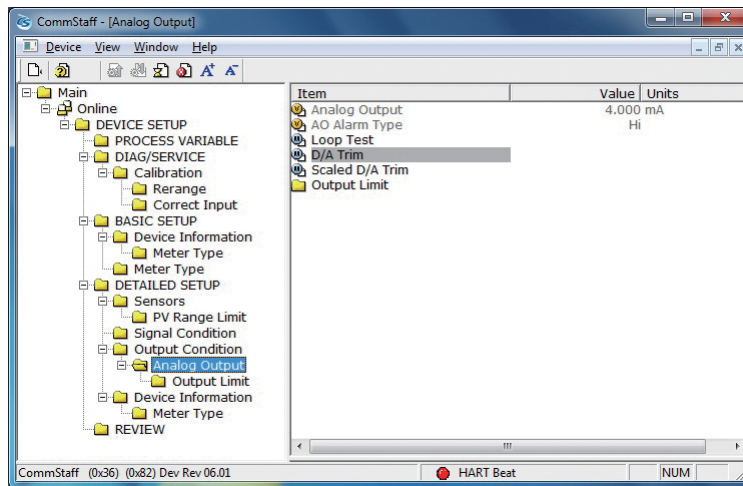 CommStaff - [Analog Output]
Device View Window Help
A+ A-
Main
Online
DEVICE SETUP
PROCESS VARIABLE
DIAG/SERVICE
Calibration
Rerange
Correct Input
BASIC SETUP
Device Information
Meter Type
Meter Type
DETAILED SETUP
Sensors
PV Range Limit
Signal Condition
Output Condition
Analog Output
Output Limit
Device Information
Meter Type
REVIEW
Item Value Units
Analog Output 4.000 mA
AO Alarm Type Hi
Loop Test
D/A Trim
Scaled D/A Trim
Output Limit
CommStaff (0x36) (0x82) Dev Rev 06.01 HART Beat NUM